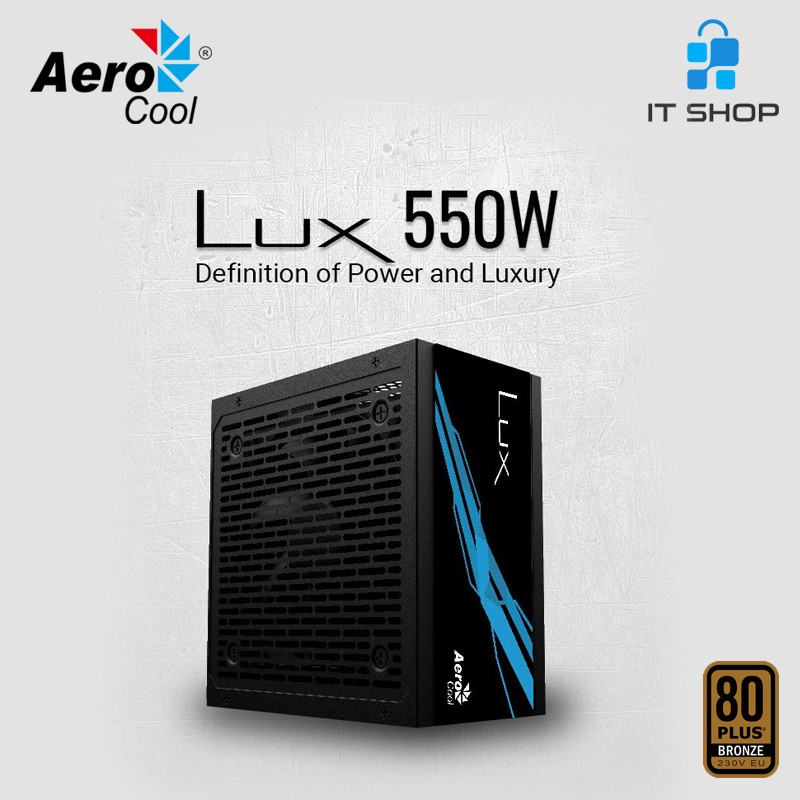 Aero
Cool
®
IT SHOP
Lux 550W
Definition of Power and Luxury
Lux
Aero
Cool
80
PLUS®
BRONZE
230V EU